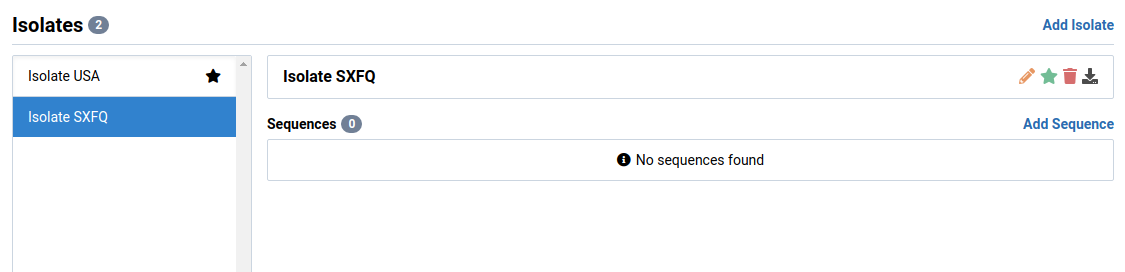 Isolates 2 Add Isolate
Isolate USA
Isolate SXFQ
Isolate SXFQ
Sequences 0 Add Sequence
No sequences found